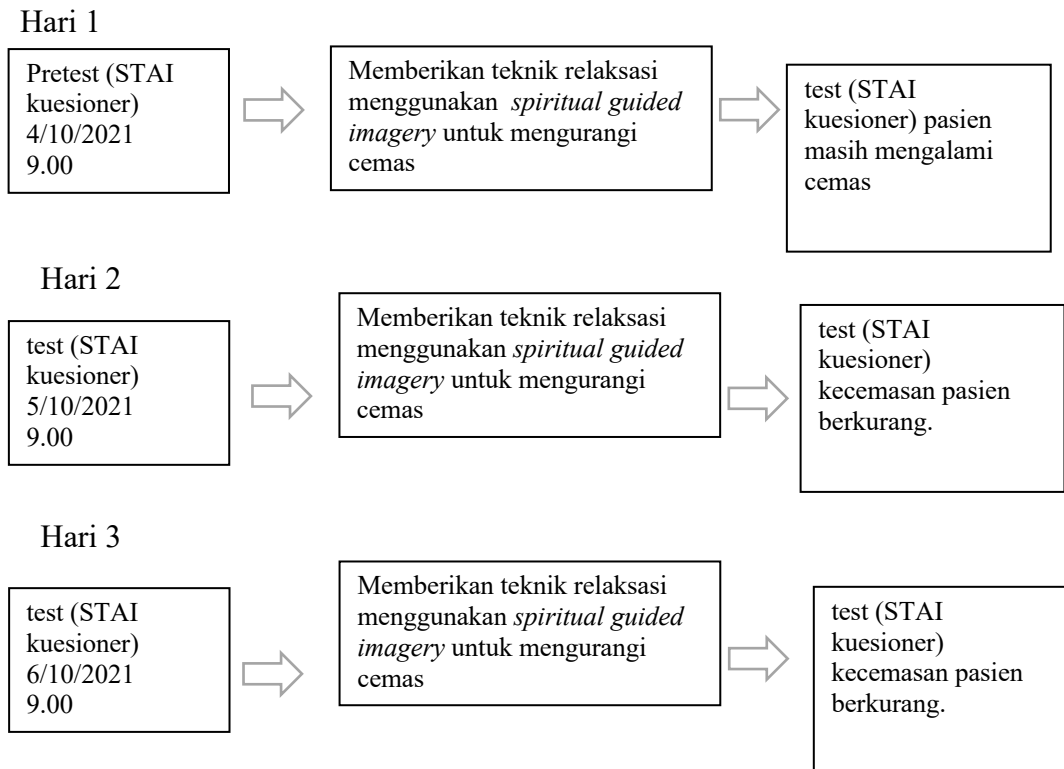 Hari 1
Pretest (STAI
kuesioner)
4/10/2021
9.00
Memberikan teknik relaksasi
menggunakan spiritual guided
imagery untuk mengurangi
cemas
test (STAI
kuesioner) pasien
masih mengalami
cemas
Hari 2
test (STAI
kuesioner)
5/10/2021
9.00
Memberikan teknik relaksasi
menggunakan spiritual guided
imagery untuk mengurangi
cemas
test (STAI
kuesioner)
kecemasan pasien
berkurang.
Hari 3
test (STAI
kuesioner)
6/10/2021
9.00
Memberikan teknik relaksasi
menggunakan spiritual guided
imagery untuk mengurangi
cemas
test (STAI
kuesioner)
kecemasan pasien
berkurang.